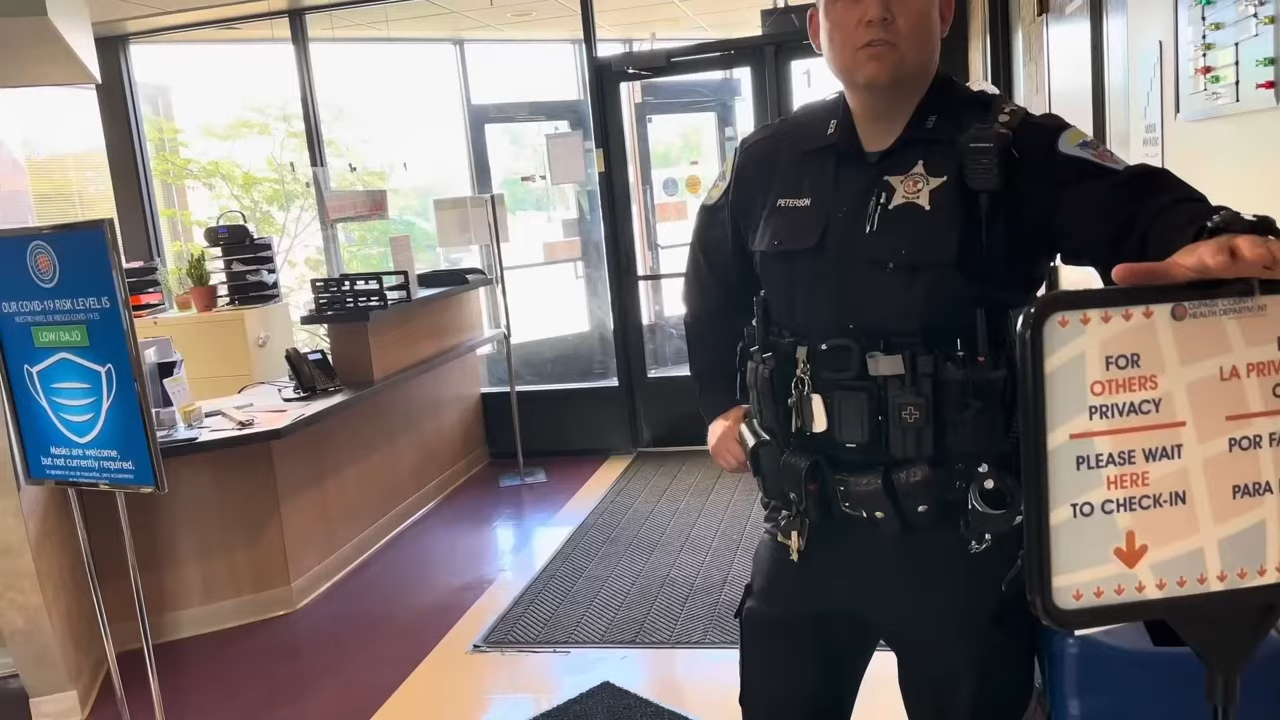 OUR COVID-19 RISK LEVEL IS
NUESTRO NIVEL DE RIESGO COVID-19 ES
LOW / BAJO
Masks are welcome,
but not currently required.
PETERSON
POLICE
1
DUPAGE COUNTY
HEALTH DEPARTMENT
FOR
OTHERS
PRIVACY
PLEASE WAIT
HERE
TO CHECK-IN
LA PRIV
POR FA
PARA